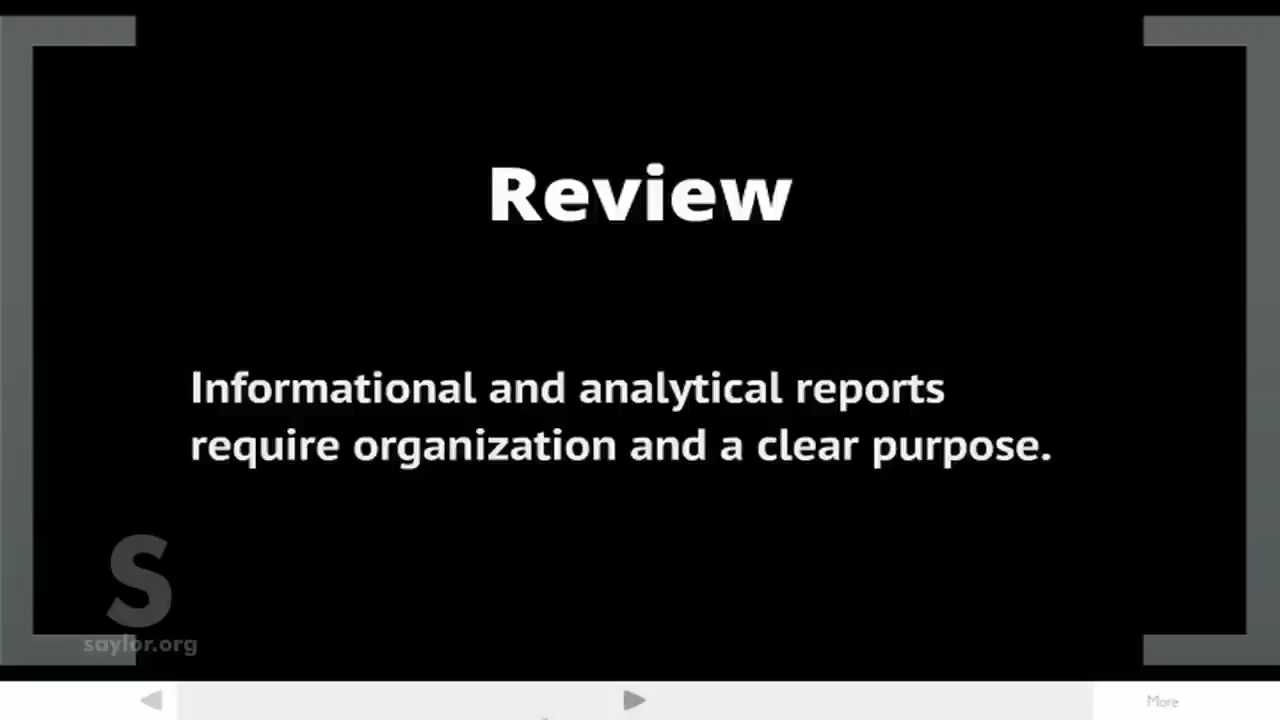 Review
Informational and analytical reports
require organization and a clear purpose.
S
saylor.org
More